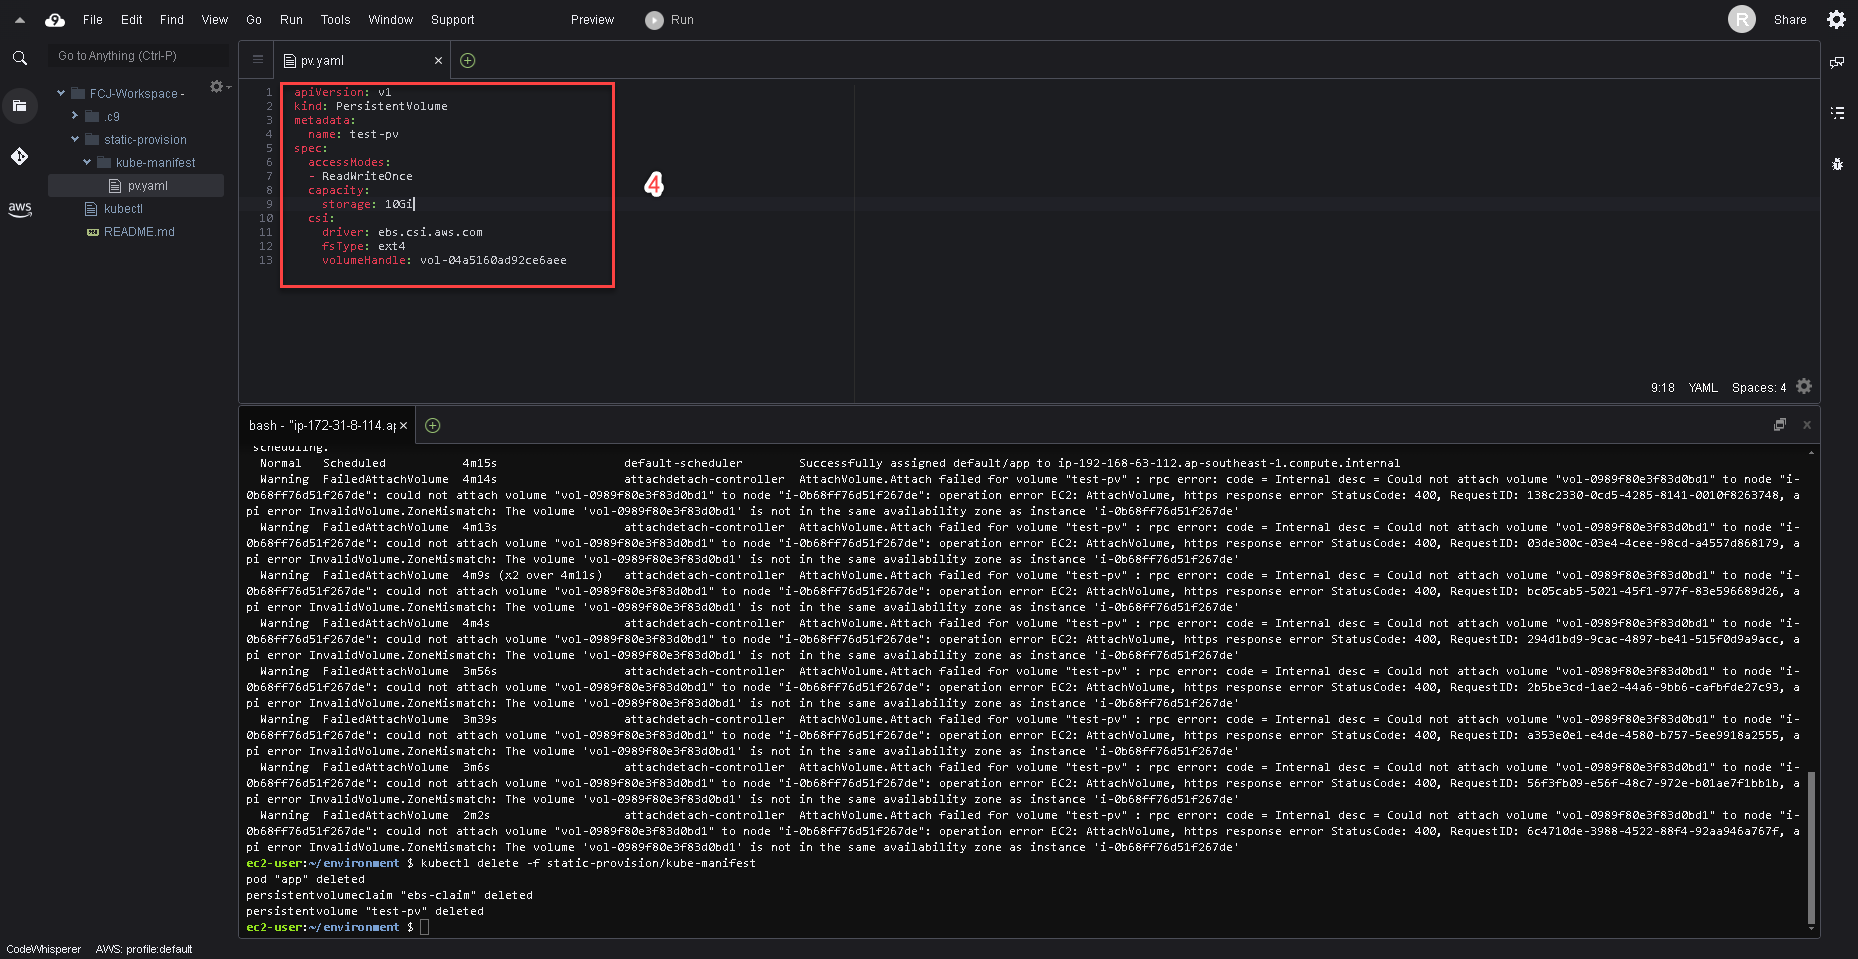 File Edit Find View Go Run Tools Window Support Preview Run R Share
Go to Anything (Ctrl-P)
pv.yaml
FCJ-Workspace -
.c9
static-provision
kube-manifest
pv.yaml
kubectl
README.md
aws
1 apiVersion: v1
2 kind: PersistentVolume
3 metadata:
4 name: test-pv
5 spec:
6 accessModes:
7 - ReadWriteOnce
8 capacity:
9 storage: 10Gi
10 csi:
11 driver: ebs.csi.aws.com
12 fsType: ext4
13 volumeHandle: vol-04a5160ad92ce6aee
4
9:18 YAML Spaces: 4
bash - "ip-172-31-8-114.ap
scheduling.
Normal Scheduled 4m15s default-scheduler Successfully assigned default/app to ip-192-168-63-112.ap-southeast-1.compute.internal
Warning FailedAttachVolume 4m14s attachdetach-controller AttachVolume.Attach failed for volume "test-pv" : rpc error: code = Internal desc = Could not attach volume "vol-0989f80e3f83d0bd1" to node "i-
0b68ff76d51f267de": could not attach volume "vol-0989f80e3f83d0bd1" to node "i-0b68ff76d51f267de": operation error EC2: AttachVolume, https response error StatusCode: 400, RequestID: 138c2330-0cd5-4285-8141-0010f8263748, a
pi error InvalidVolume.ZoneMismatch: The volume 'vol-0989f80e3f83d0bd1' is not in the same availability zone as instance 'i-0b68ff76d51f267de'
Warning FailedAttachVolume 4m13s attachdetach-controller AttachVolume.Attach failed for volume "test-pv" : rpc error: code = Internal desc = Could not attach volume "vol-0989f80e3f83d0bd1" to node "i-
0b68ff76d51f267de": could not attach volume "vol-0989f80e3f83d0bd1" to node "i-0b68ff76d51f267de": operation error EC2: AttachVolume, https response error StatusCode: 400, RequestID: 03de300c-03e4-4cee-98cd-a4557d868179, a
pi error InvalidVolume.ZoneMismatch: The volume 'vol-0989f80e3f83d0bd1' is not in the same availability zone as instance 'i-0b68ff76d51f267de'
Warning FailedAttachVolume 4m9s (x2 over 4m11s) attachdetach-controller AttachVolume.Attach failed for volume "test-pv" : rpc error: code = Internal desc = Could not attach volume "vol-0989f80e3f83d0bd1" to node "i-
0b68ff76d51f267de": could not attach volume "vol-0989f80e3f83d0bd1" to node "i-0b68ff76d51f267de": operation error EC2: AttachVolume, https response error StatusCode: 400, RequestID: bc05cab5-5021-45f1-977f-83e596689d26, a
pi error InvalidVolume.ZoneMismatch: The volume 'vol-0989f80e3f83d0bd1' is not in the same availability zone as instance 'i-0b68ff76d51f267de'
Warning FailedAttachVolume 4m4s attachdetach-controller AttachVolume.Attach failed for volume "test-pv" : rpc error: code = Internal desc = Could not attach volume "vol-0989f80e3f83d0bd1" to node "i-
0b68ff76d51f267de": could not attach volume "vol-0989f80e3f83d0bd1" to node "i-0b68ff76d51f267de": operation error EC2: AttachVolume, https response error StatusCode: 400, RequestID: 294d1bd9-9cac-4897-be41-515f0d9a9acc, a
pi error InvalidVolume.ZoneMismatch: The volume 'vol-0989f80e3f83d0bd1' is not in the same availability zone as instance 'i-0b68ff76d51f267de'
Warning FailedAttachVolume 3m56s attachdetach-controller AttachVolume.Attach failed for volume "test-pv" : rpc error: code = Internal desc = Could not attach volume "vol-0989f80e3f83d0bd1" to node "i-
0b68ff76d51f267de": could not attach volume "vol-0989f80e3f83d0bd1" to node "i-0b68ff76d51f267de": operation error EC2: AttachVolume, https response error StatusCode: 400, RequestID: 2b5be3cd-1ae2-44a6-9bb6-cafbfde27c93, a
pi error InvalidVolume.ZoneMismatch: The volume 'vol-0989f80e3f83d0bd1' is not in the same availability zone as instance 'i-0b68ff76d51f267de'
Warning FailedAttachVolume 3m39s attachdetach-controller AttachVolume.Attach failed for volume "test-pv" : rpc error: code = Internal desc = Could not attach volume "vol-0989f80e3f83d0bd1" to node "i-
0b68ff76d51f267de": could not attach volume "vol-0989f80e3f83d0bd1" to node "i-0b68ff76d51f267de": operation error EC2: AttachVolume, https response error StatusCode: 400, RequestID: a353e0e1-e4de-4580-b757-5ee9918a2555, a
pi error InvalidVolume.ZoneMismatch: The volume 'vol-0989f80e3f83d0bd1' is not in the same availability zone as instance 'i-0b68ff76d51f267de'
Warning FailedAttachVolume 3m6s attachdetach-controller AttachVolume.Attach failed for volume "test-pv" : rpc error: code = Internal desc = Could not attach volume "vol-0989f80e3f83d0bd1" to node "i-
0b68ff76d51f267de": could not attach volume "vol-0989f80e3f83d0bd1" to node "i-0b68ff76d51f267de": operation error EC2: AttachVolume, https response error StatusCode: 400, RequestID: 56f3fb09-e56f-48c7-972e-b01ae7f1bb1b, a
pi error InvalidVolume.ZoneMismatch: The volume 'vol-0989f80e3f83d0bd1' is not in the same availability zone as instance 'i-0b68ff76d51f267de'
Warning FailedAttachVolume 2m2s attachdetach-controller AttachVolume.Attach failed for volume "test-pv" : rpc error: code = Internal desc = Could not attach volume "vol-0989f80e3f83d0bd1" to node "i-
0b68ff76d51f267de": could not attach volume "vol-0989f80e3f83d0bd1" to node "i-0b68ff76d51f267de": operation error EC2: AttachVolume, https response error StatusCode: 400, RequestID: 6c4710de-3988-4522-88f4-92aa946a767f, a
pi error InvalidVolume.ZoneMismatch: The volume 'vol-0989f80e3f83d0bd1' is not in the same availability zone as instance 'i-0b68ff76d51f267de'
ec2-user:~/environment $ kubectl delete -f static-provision/kube-manifest
pod "app" deleted
persistentvolumeclaim "ebs-claim" deleted
persistentvolume "test-pv" deleted
ec2-user:~/environment $
CodeWhisperer AWS: profile:default